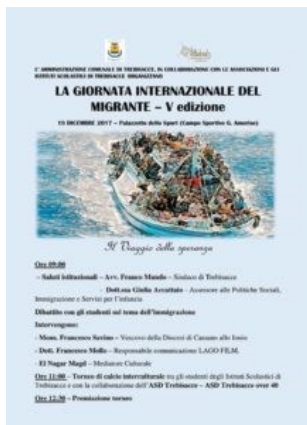 L'AMMINISTRAZIONE COMUNALE DI TREBISACCE, IN COLLABORAZIONE CON LE ASSOCIAZIONI E GLI
ISTITUTI SCOLASTICI DI TREBISACCE ORGANIZZANO
LA GIORNATA INTERNAZIONALE DEL
MIGRANTE – V edizione
15 DICEMBRE 2017 – Palazzetto dello Sport (Campo Sportivo G. Amerise)
Il Viaggio della speranza
Ore 09:00
– Saluti istituzionali – Avv. Franco Mundo – Sindaco di Trebisacce
- Dott.ssa Giulia Accattato - Assessore alle Politiche Sociali,
Immigrazione e Servizi per l'infanzia
Dibattito con gli studenti sul tema dell'immigrazione
Intervengono:
- Mons. Francesco Savino – Vescovo della Diocesi di Cassano allo Ionio
- Dott. Francesco Mollo – Responsabile comunicazione LAGO FILM.
- El Nagar Magd – Mediatore Culturale
Ore 11:00 – Torneo di calcio interculturale tra gli studenti degli Istituti Scolastici di
Trebisacce e con la collaborazione dell'ASD Trebisacce – ASD Trebisacce over 40
Ore 12:30 – Premiazione torneo